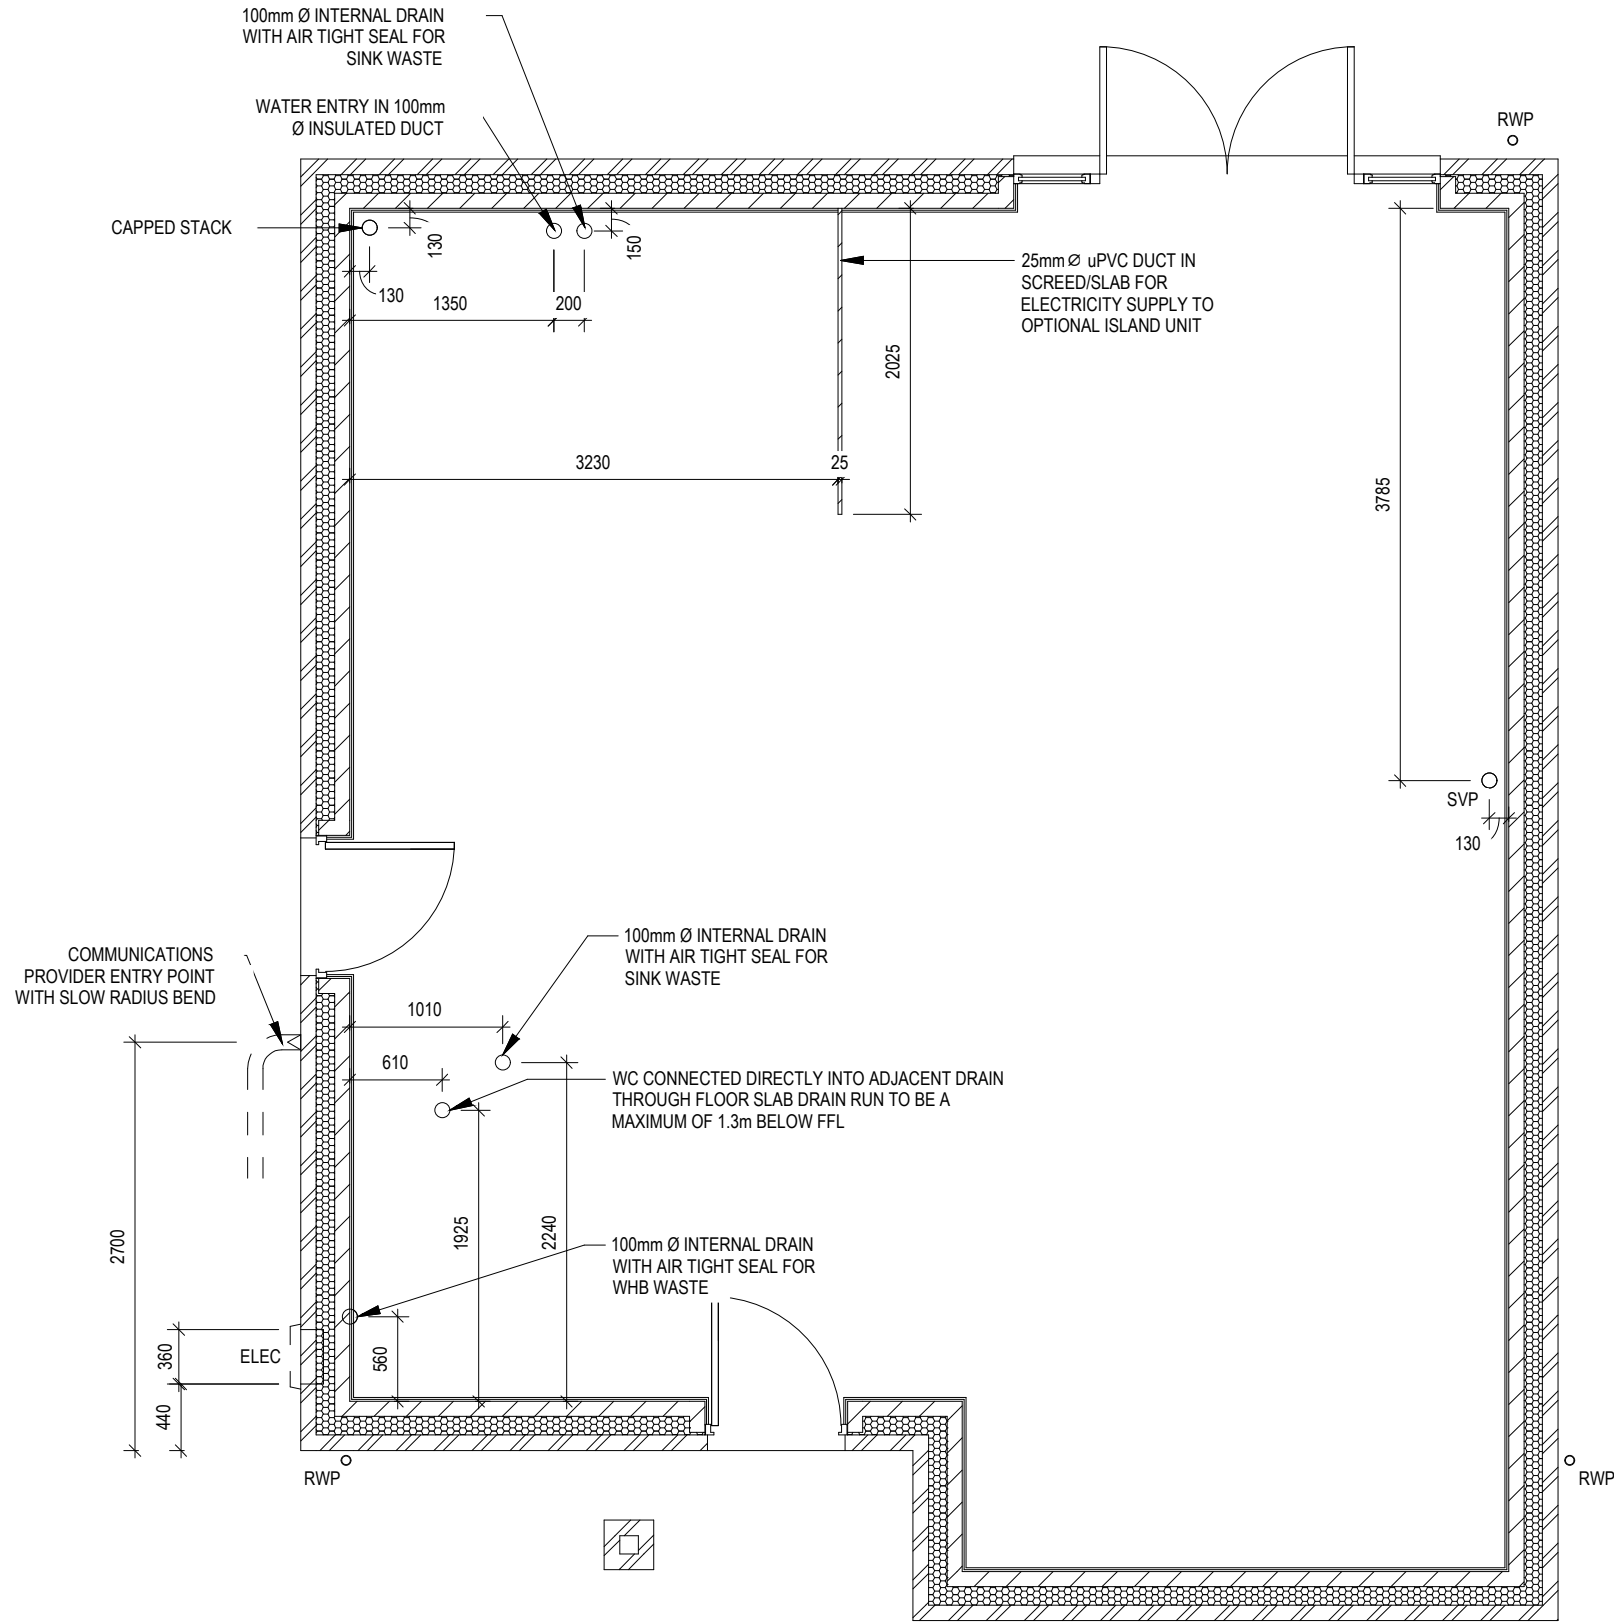 100mm Ø INTERNAL DRAIN
WITH AIR TIGHT SEAL FOR
SINK WASTE
WATER ENTRY IN 100mm
Ø INSULATED DUCT
RWP
CAPPED STACK
130
150
130
1350
200
25mm Ø uPVC DUCT IN
SCREED/SLAB FOR
ELECTRICITY SUPPLY TO
OPTIONAL ISLAND UNIT
2025
3230
25
3785
SVP
130
100mm Ø INTERNAL DRAIN
WITH AIR TIGHT SEAL FOR
SINK WASTE
COMMUNICATIONS
PROVIDER ENTRY POINT
WITH SLOW RADIUS BEND
1010
610
WC CONNECTED DIRECTLY INTO ADJACENT DRAIN
THROUGH FLOOR SLAB DRAIN RUN TO BE A
MAXIMUM OF 1.3m BELOW FFL
2700
1925
2240
100mm Ø INTERNAL DRAIN
WITH AIR TIGHT SEAL FOR
WHB WASTE
360
ELEC
560
440
RWP
RWP